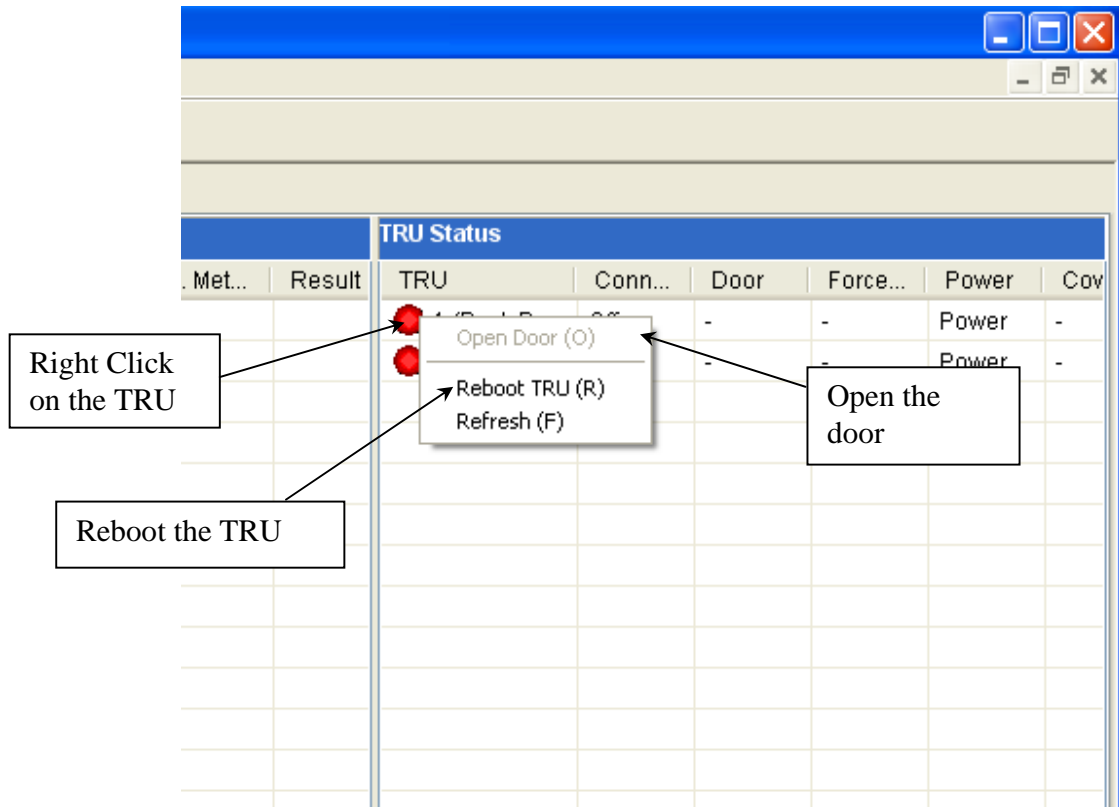 TRU Status
. Met... Result TRU Conn... Door Force... Power Cov
- - Power -
Open Door (O)
- - Power -
Right Click
on the TRU
Reboot TRU (R)
Open the
door
Refresh (F)
Reboot the TRU